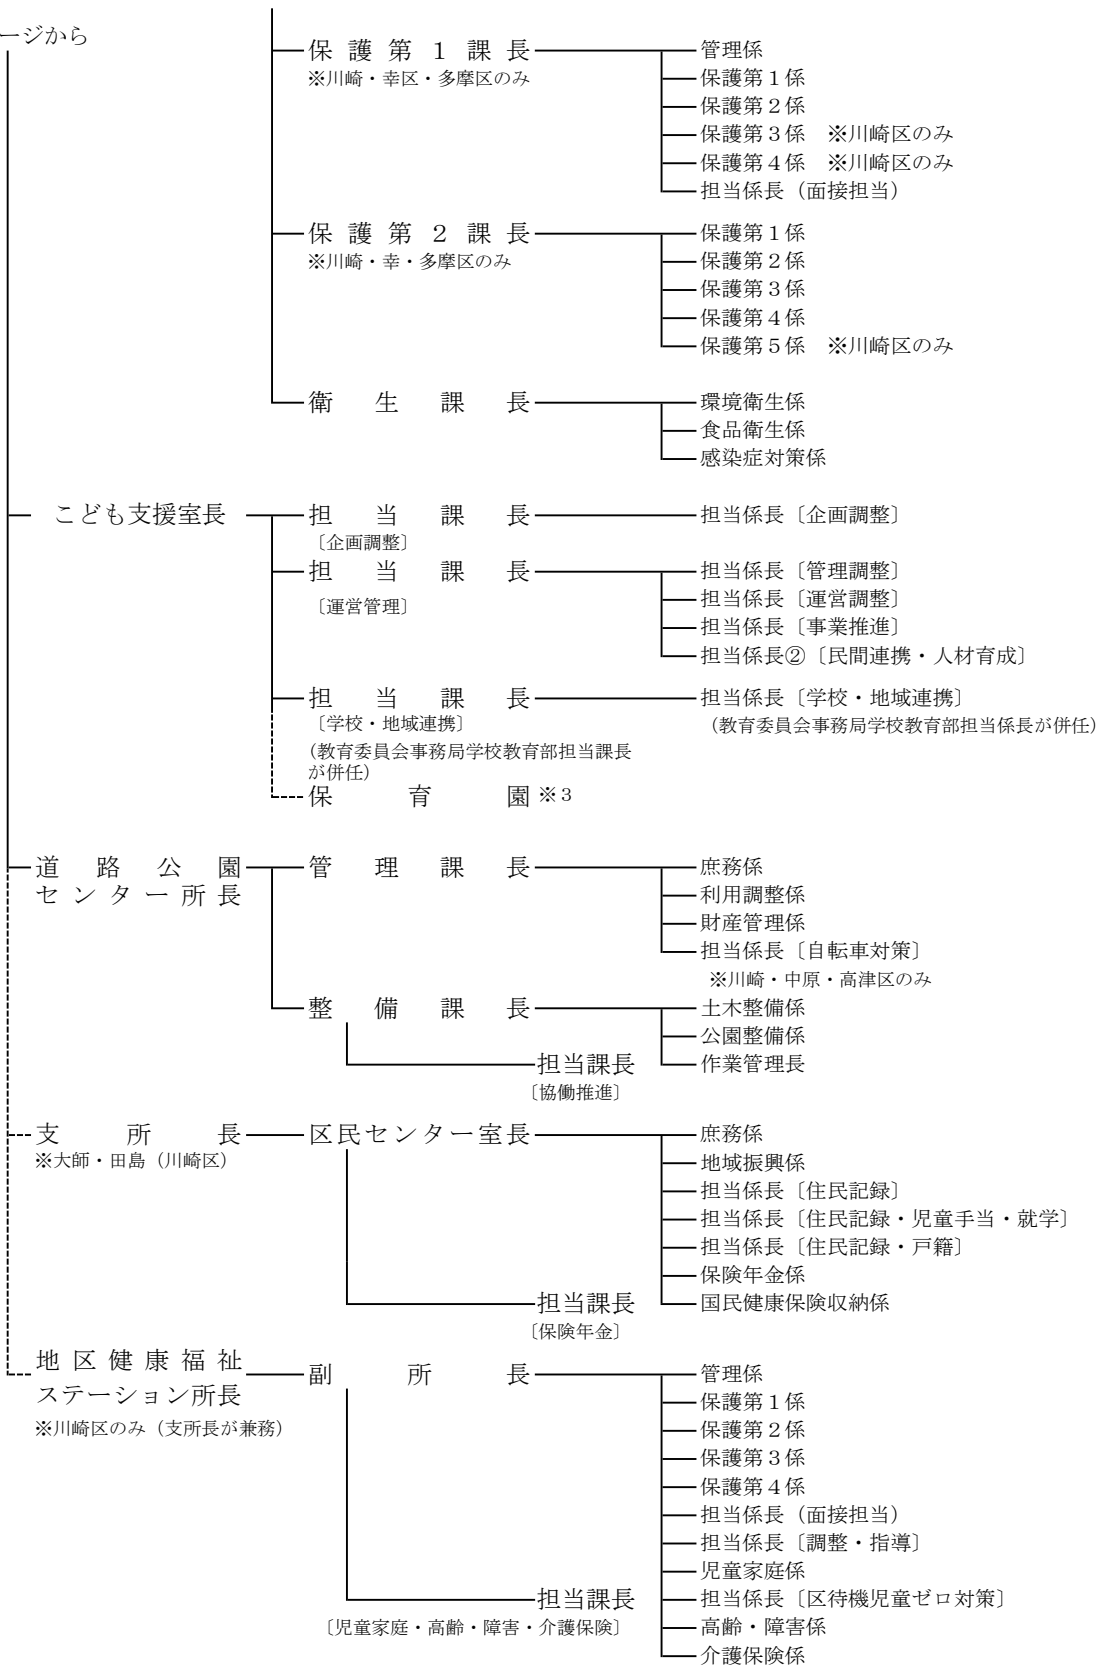 ージから
保護第１課長
※川崎・幸区・多摩区のみ
管理係
保護第１係
保護第２係
保護第３係　※川崎区のみ
保護第４係　※川崎区のみ
担当係長（面接担当）
保護第２課長
※川崎・幸・多摩区のみ
保護第１係
保護第２係
保護第３係
保護第４係
保護第５係　※川崎区のみ
衛生課長
環境衛生係
食品衛生係
感染症対策係
こども支援室長
担当課長
〔企画調整〕
担当係長〔企画調整〕
担当課長
〔運営管理〕
担当係長〔管理調整〕
担当係長〔運営調整〕
担当係長〔事業推進〕
担当係長②〔民間連携・人材育成〕
担当課長
〔学校・地域連携〕
(教育委員会事務局学校教育部担当課長
が併任)
担当係長〔学校・地域連携〕
(教育委員会事務局学校教育部担当係長が併任)
保育園※３
道路公園
センター所長
管理課長
庶務係
利用調整係
財産管理係
担当係長〔自転車対策〕
※川崎・中原・高津区のみ
整備課長
土木整備係
公園整備係
作業管理長
担当課長
〔協働推進〕
支所長
※大師・田島（川崎区）
区民センター室長
庶務係
地域振興係
担当係長〔住民記録〕
担当係長〔住民記録・児童手当・就学〕
担当係長〔住民記録・戸籍〕
保険年金係
国民健康保険収納係
担当課長
〔保険年金〕
地区健康福祉
ステーション所長
※川崎区のみ（支所長が兼務）
副所長
管理係
保護第１係
保護第２係
保護第３係
保護第４係
担当係長（面接担当）
担当係長〔調整・指導〕
児童家庭係
担当係長〔区待機児童ゼロ対策〕
高齢・障害係
介護保険係
担当課長
〔児童家庭・高齢・障害・介護保険〕